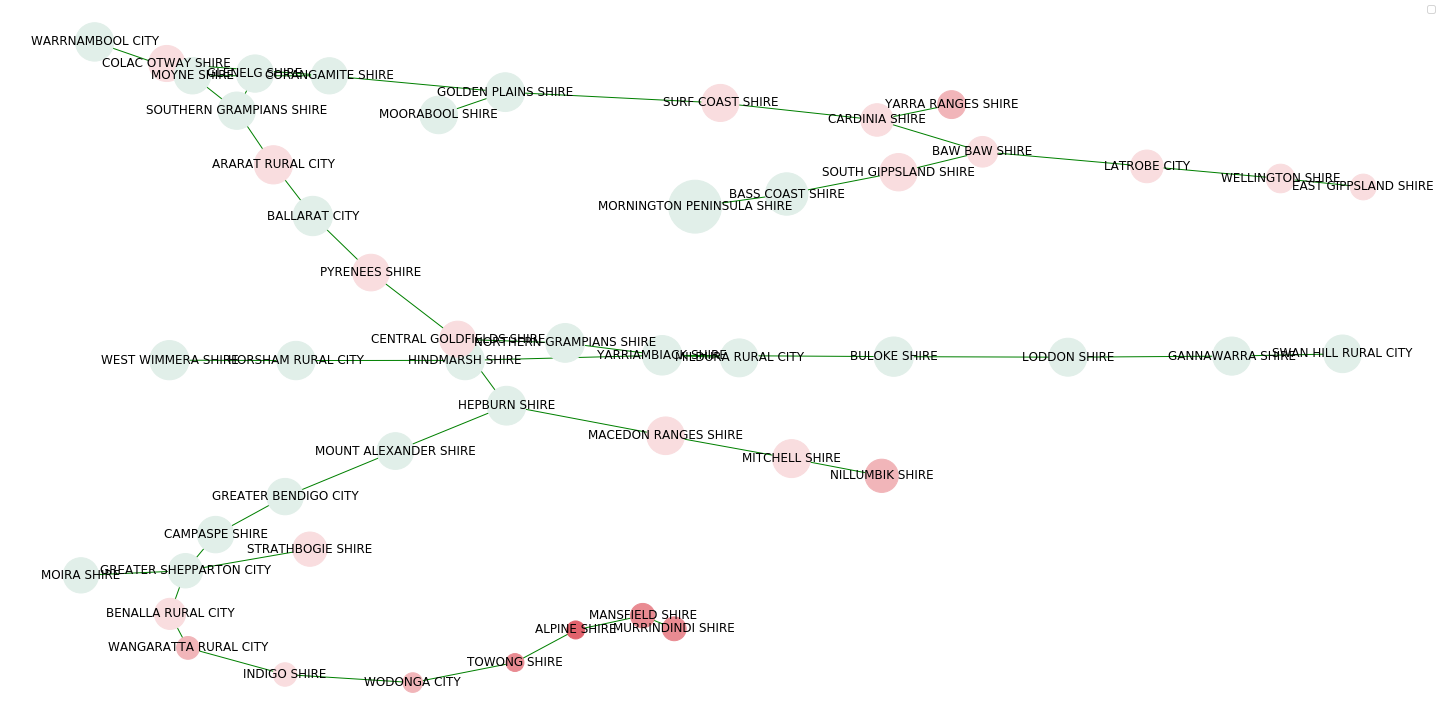 WARRNAMBOOL CITY
COLAC OTWAY SHIRE
MOYNE SHIRE
GLENELG SHIRE
CORANGAMITE SHIRE
GOLDEN PLAINS SHIRE
SURF COAST SHIRE
YARRA RANGES SHIRE
SOUTHERN GRAMPIANS SHIRE
MOORABOOL SHIRE
CARDINIA SHIRE
BAW BAW SHIRE
ARARAT RURAL CITY
LATROBE CITY
SOUTH GIPPSLAND SHIRE
WELLINGTON SHIRE
EAST GIPPSLAND SHIRE
BASS COAST SHIRE
MORNINGTON PENINSULA SHIRE
BALLARAT CITY
PYRENEES SHIRE
CENTRAL GOLDFIELDS SHIRE
NORTHERN GRAMPIANS SHIRE
WEST WIMMERA SHIRE
HORSHAM RURAL CITY
HINDMARSH SHIRE
YARRIAMBIACK SHIRE
MILDURA RURAL CITY
BULOKE SHIRE
LODDON SHIRE
GANNAWARRA SHIRE
SWAN HILL RURAL CITY
HEPBURN SHIRE
MACEDON RANGES SHIRE
MOUNT ALEXANDER SHIRE
MITCHELL SHIRE
NILLUMBIK SHIRE
GREATER BENDIGO CITY
CAMPASPE SHIRE
STRATHBOGIE SHIRE
MOIRA SHIRE
GREATER SHEPPARTON CITY
BENALLA RURAL CITY
MANSFIELD SHIRE
ALPINE SHIRE
MURRINDINDI SHIRE
WANGARATTA RURAL CITY
TOWONG SHIRE
INDIGO SHIRE
WODONGA CITY